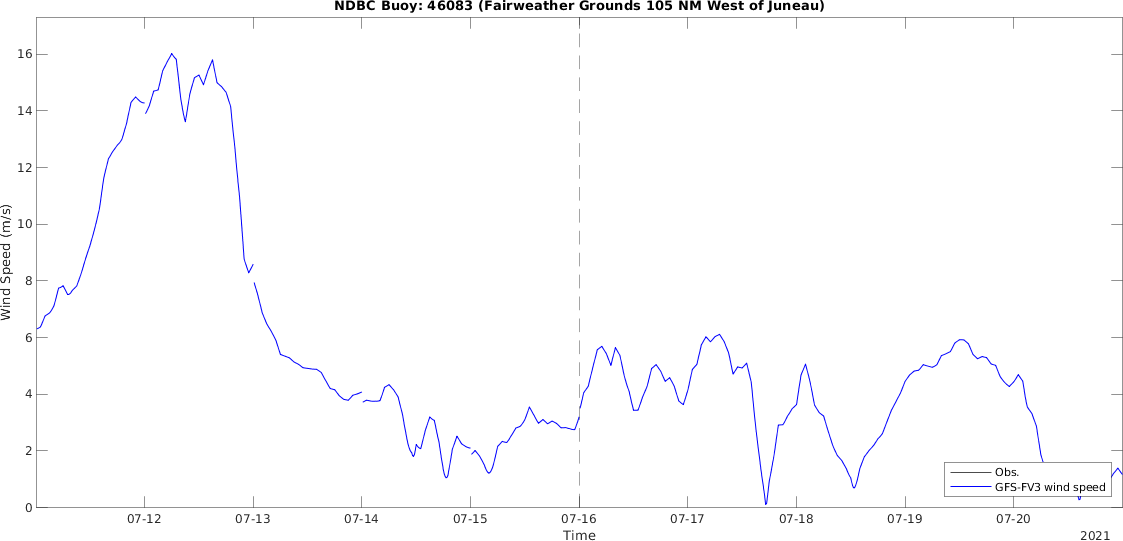 NDBC Buoy: 46083 (Fairweather Grounds 105 NM West of Juneau)
16
14
12
10
8
6
4
2
0
Wind Speed (m/s)
Obs.
GFS-FV3 wind speed
07-12 07-13 07-14 07-15 07-16 07-17 07-18 07-19 07-20
Time
2021